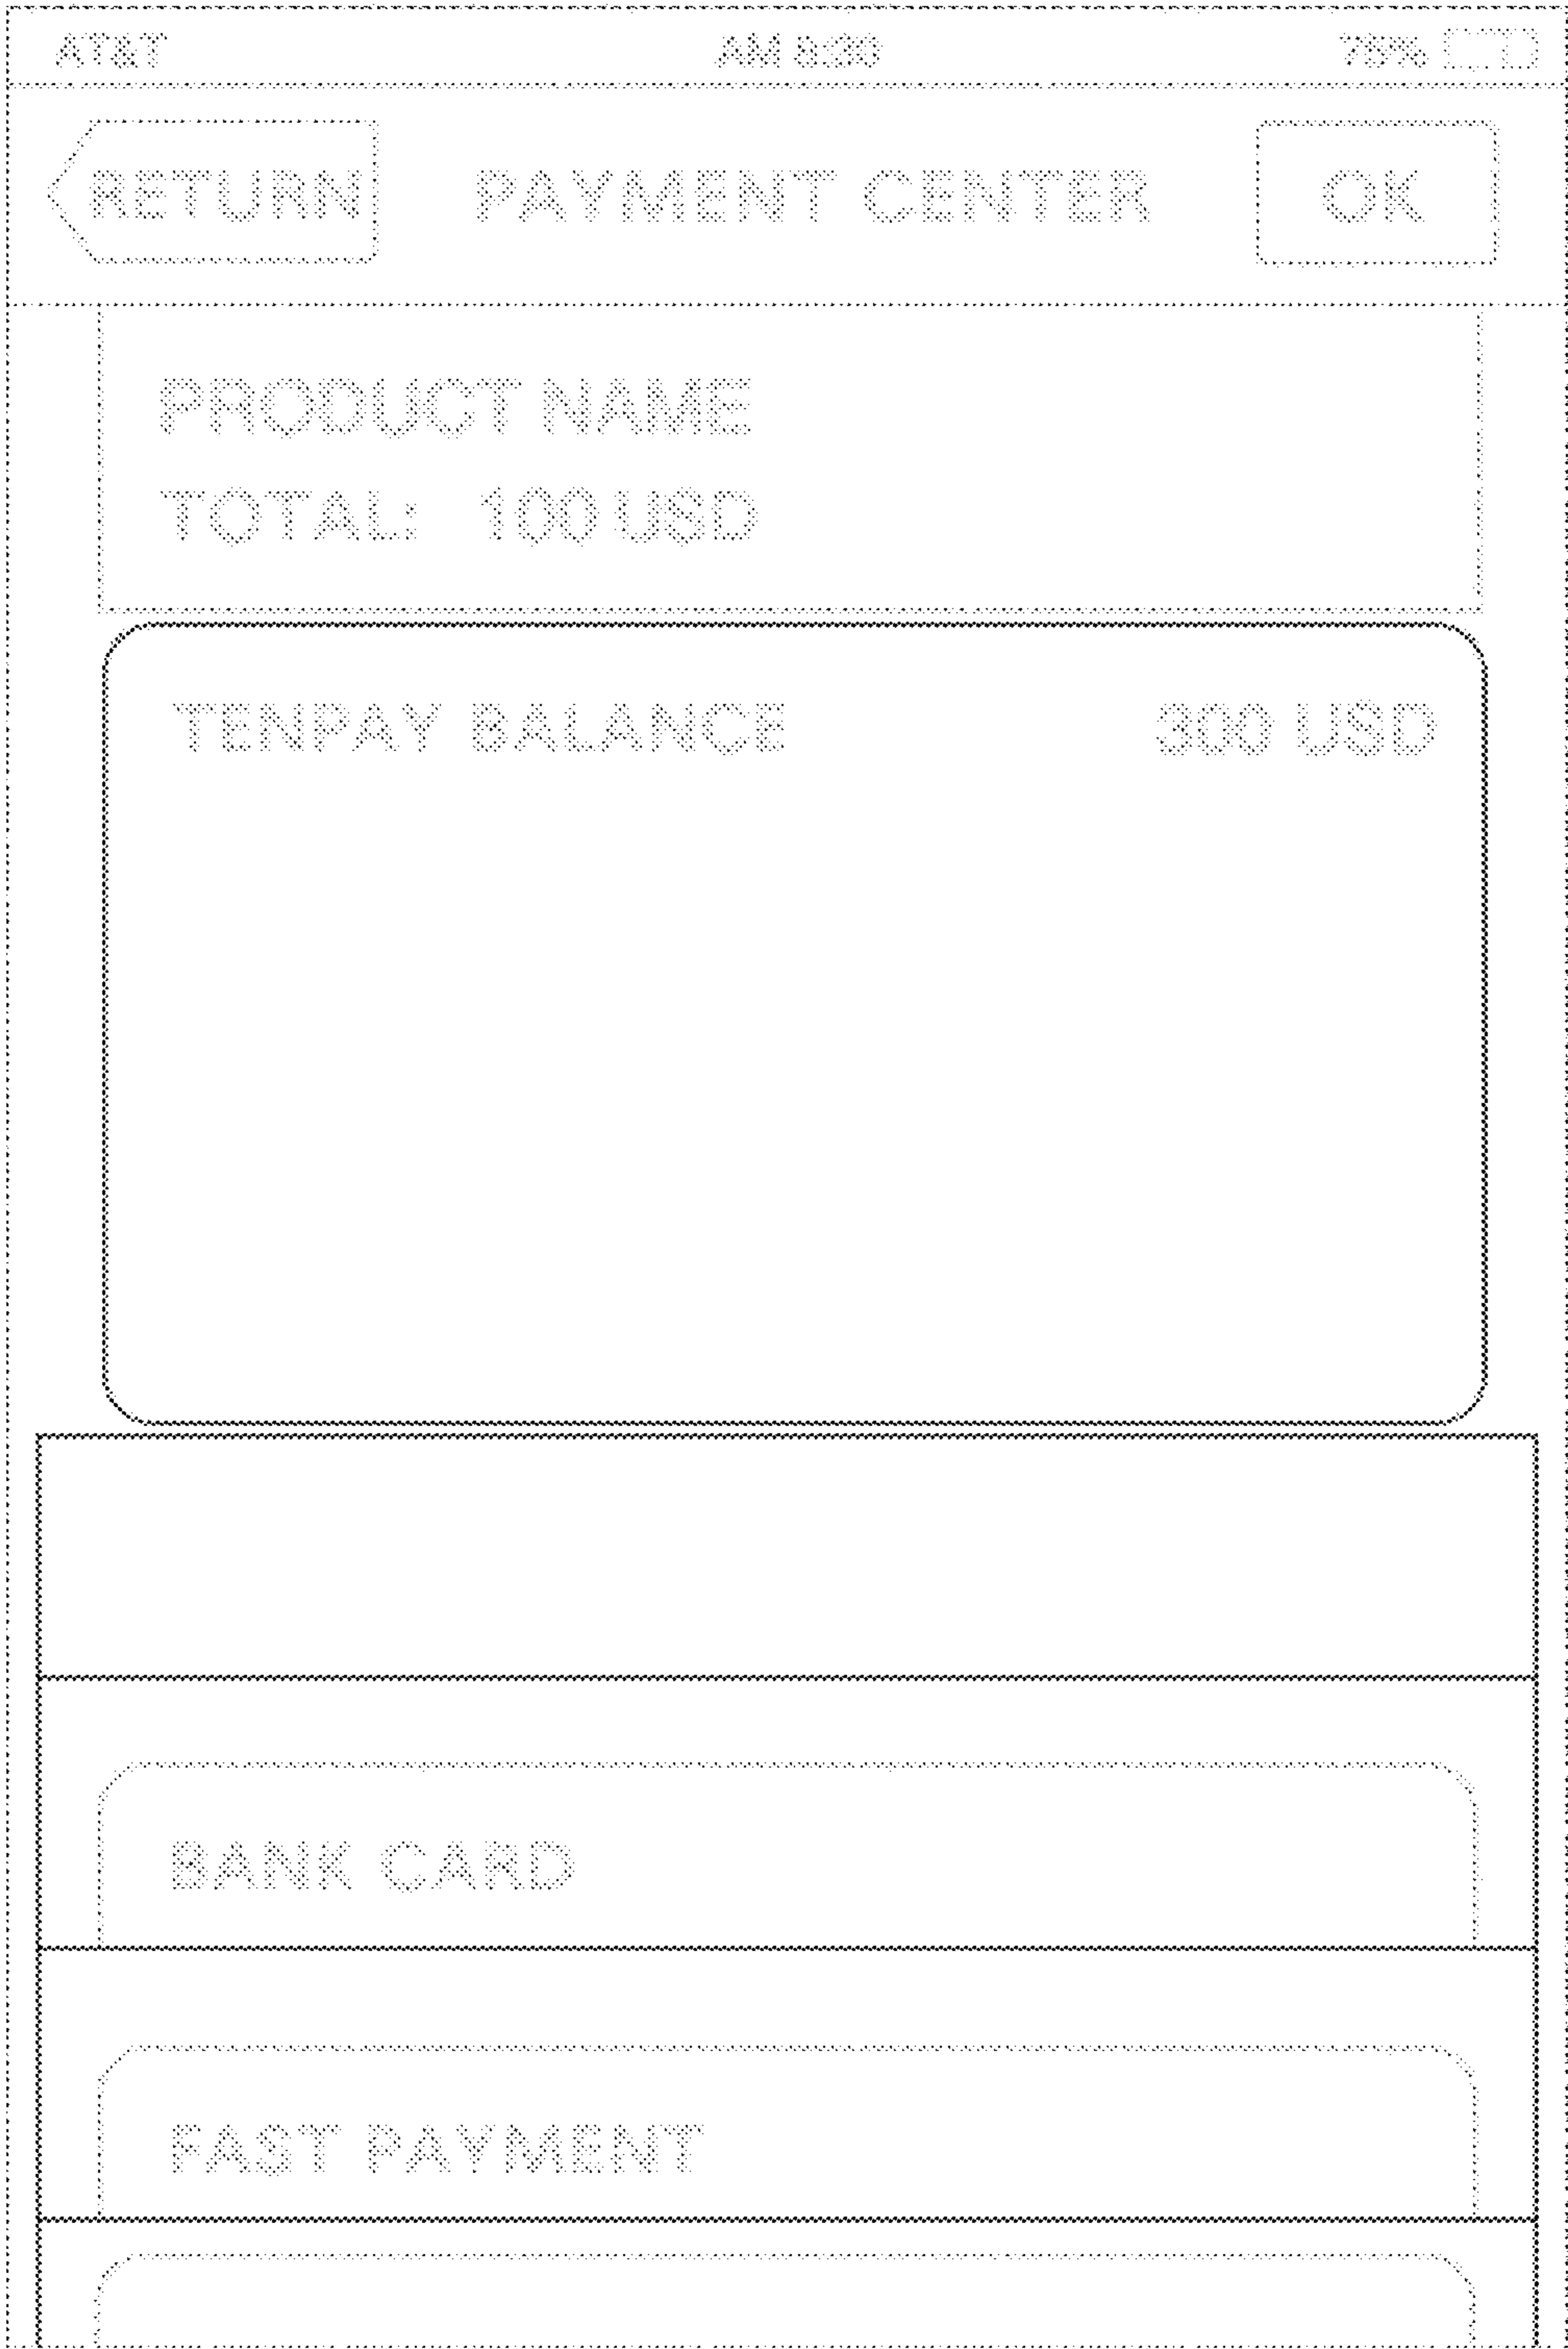 AT&T AM 8:30 75%
RETURN PAYMENT CENTER OK
PRODUCT NAME
TOTAL: 100 USD
TENPAY BALANCE 300 USD
BANK CARD
FAST PAYMENT